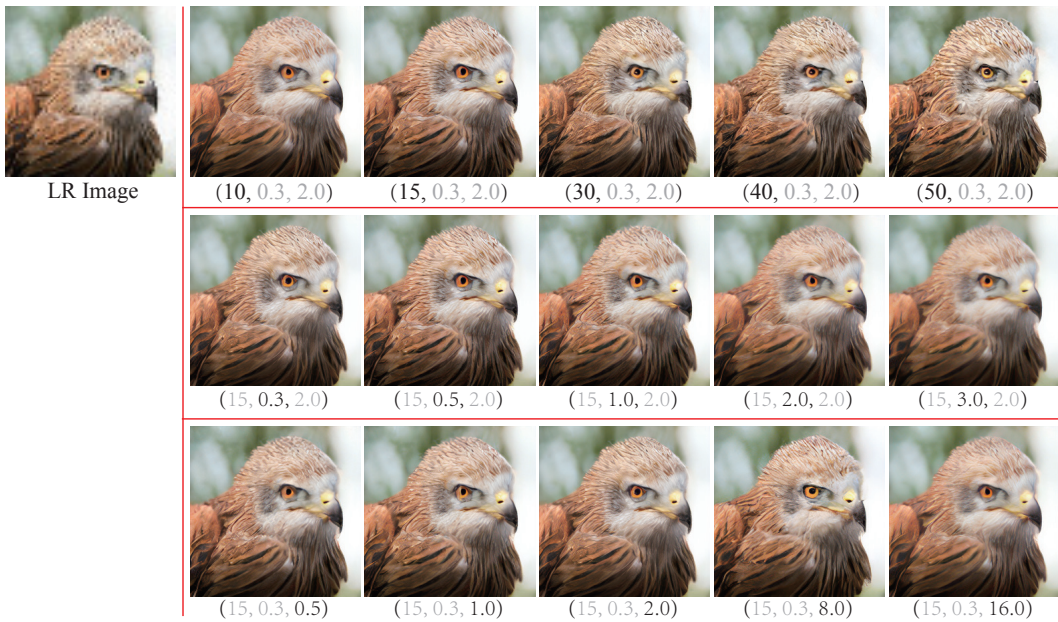 LR Image
(10, 0.3, 2.0) (15, 0.3, 2.0) (30, 0.3, 2.0) (40, 0.3, 2.0) (50, 0.3, 2.0)
(15, 0.3, 2.0) (15, 0.5, 2.0) (15, 1.0, 2.0) (15, 2.0, 2.0) (15, 3.0, 2.0)
(15, 0.3, 0.5) (15, 0.3, 1.0) (15, 0.3, 2.0) (15, 0.3, 8.0) (15, 0.3, 16.0)